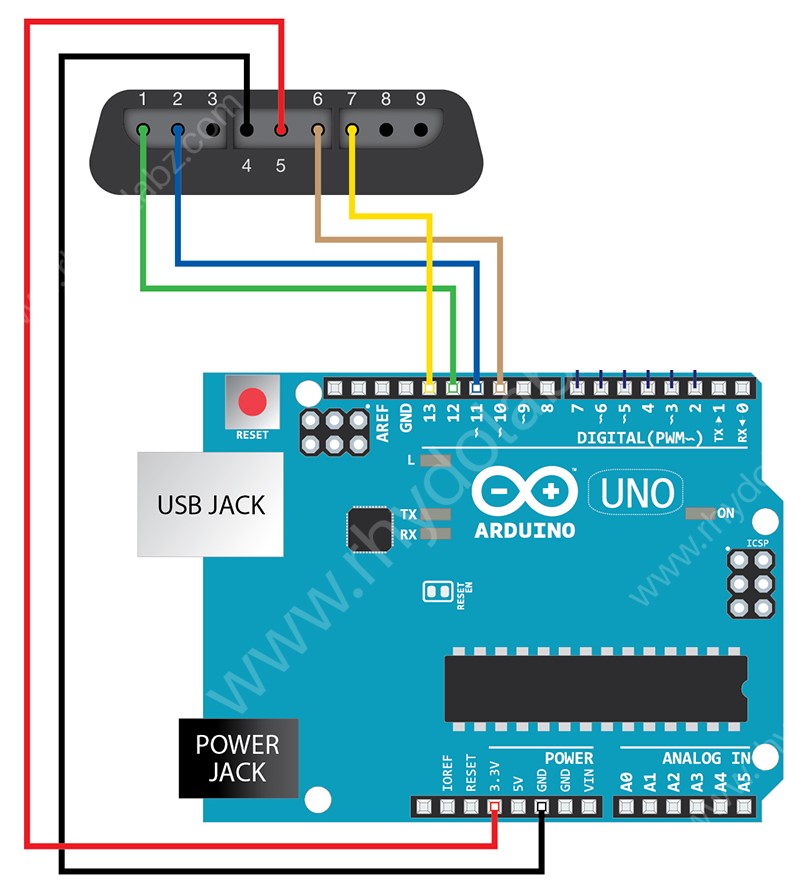 1 2 3 6 7 8 9
4 5
RESET
AREF
GND
13
12
~11
~10
~9
8
7
~6
~5
4
~3
2
TX ▸ 1
RX ◂ 0
DIGITAL(PWM~)
L
USB JACK
UNO
TX
RX
ARDUINO
™
ON
ICSP
RESET
EN
www.rhydolabz
www.rhydo
POWER
JACK
POWER
ANALOG IN
IOREF
RESET
3.3V
5V
GND
GND
VIN
A0
A1
A2
A3
A4
A5